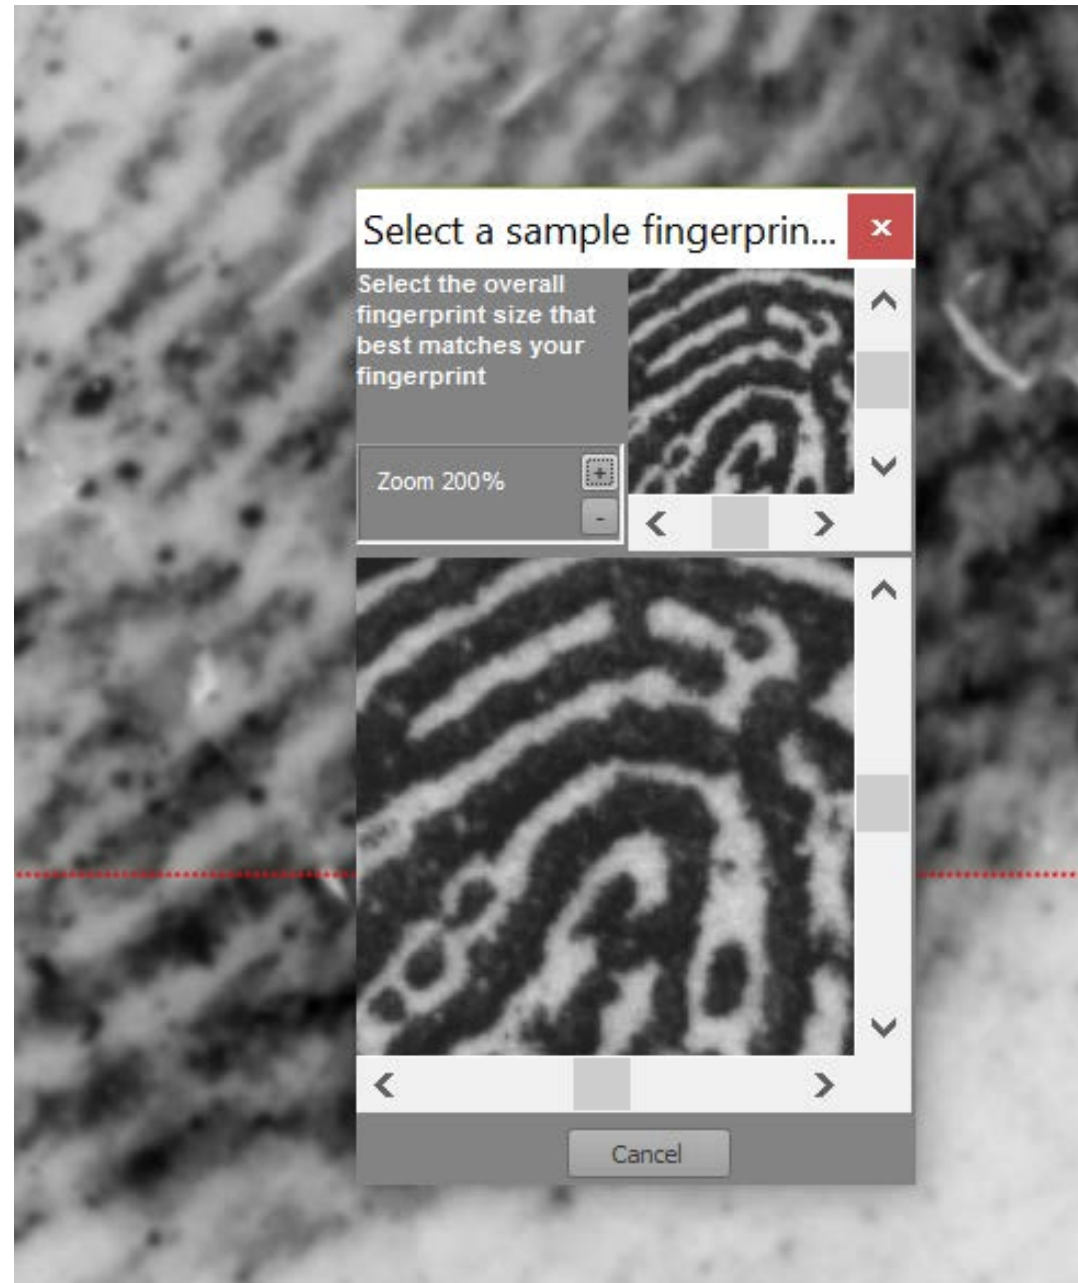 Select a sample fingerprin...
x
Select the overall
fingerprint size that
best matches your
fingerprint
Zoom 200%
+
-
Cancel